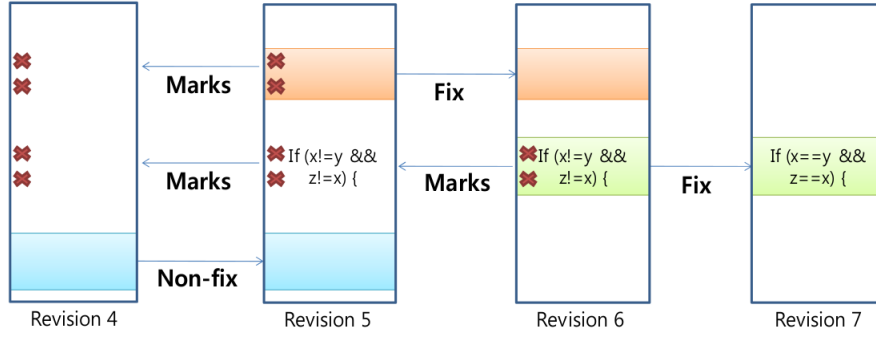 Marks
Fix
If (x!=y &&
z!=x) {
If (x!=y &&
z!=x) {
If (x==y &&
z==x) {
Marks
Marks
Fix
Non-fix
Revision 4
Revision 5
Revision 6
Revision 7